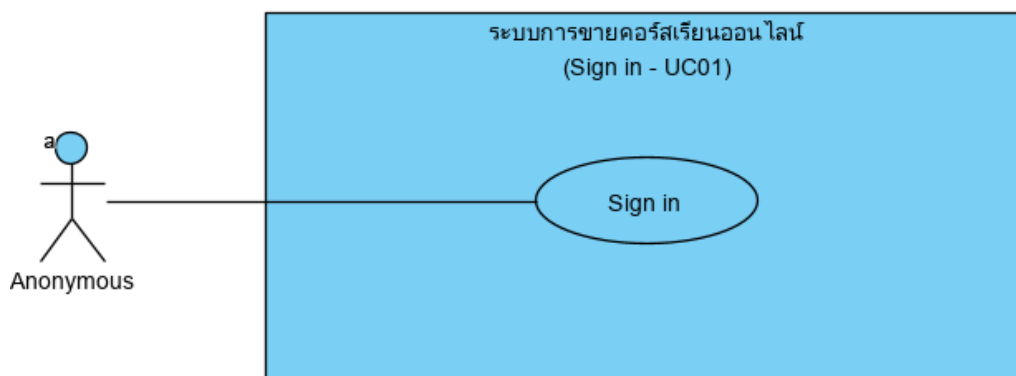 ระบบการขายคอร์สเรียนออนไลน์
(Sign in - UC01)
a
Sign in
Anonymous